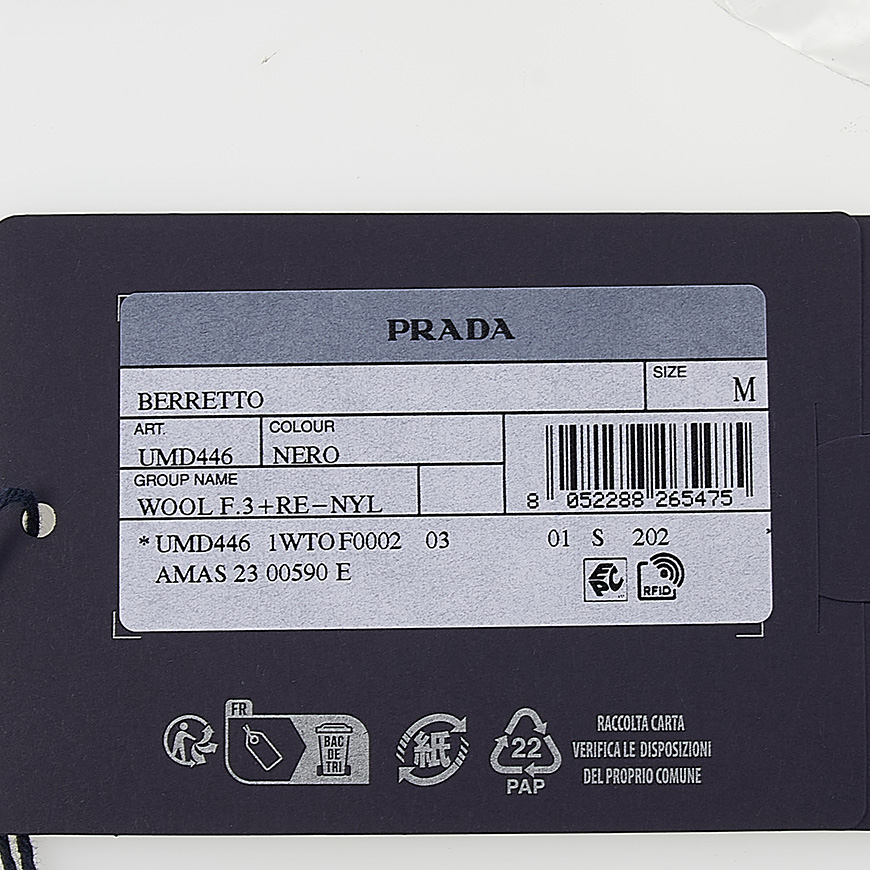 PRADA
BERRETTO
SIZE
M
ART.
UMD446
COLOUR
NERO
GROUP NAME
WOOL F.3+RE-NYL
8 052288 265475
* UMD446 1WTO F0002 03 01 S 202 *
AMAS 23 00590 E
EPC
RFID
FR
BAC
DE
TRI
紙
22
PAP
RACCOLTA CARTA
VERIFICA LE DISPOSIZIONI
DEL PROPRIO COMUNE